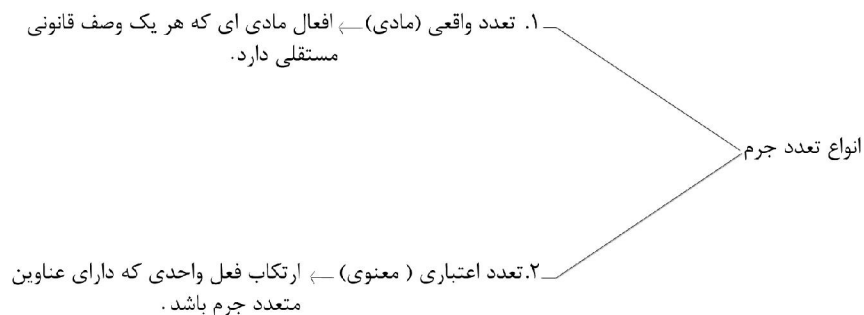 ۱. تعدد واقعی (مادی) ← افعال مادی ای که هر یک وصف قانونی
مستقلی دارد.
انواع تعدد جرم
۲.تعدد اعتباری ( معنوی) ← ارتکاب فعل واحدی که دارای عناوین
متعدد جرم باشد .